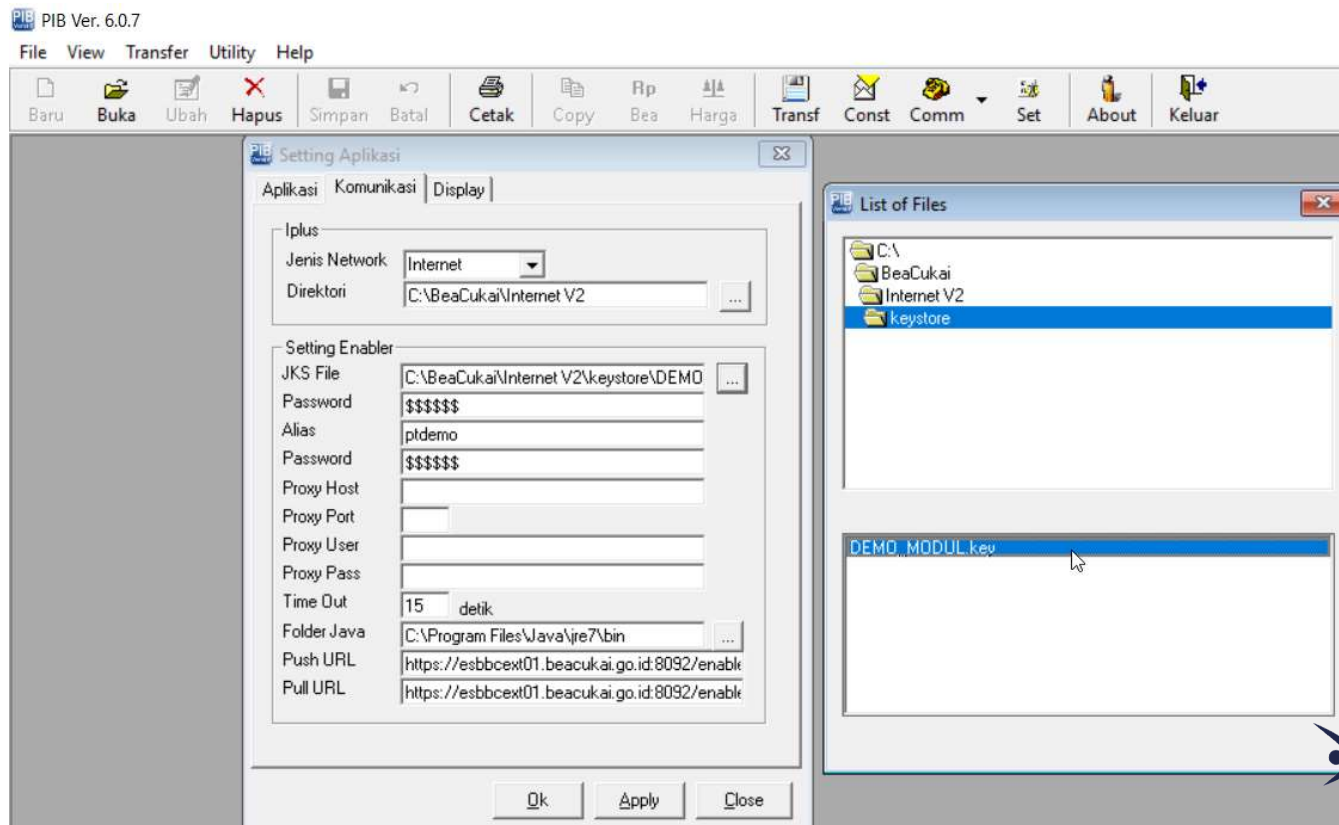 PIB Ver. 6.0.7
File View Transfer Utility Help
Baru Buka Ubah Hapus Simpan Batal Cetak Copy Bea Harga Transf Const Comm Set About Keluar
Setting Aplikasi
Aplikasi Komunikasi Display
Iplus
Jenis Network Internet
Direktori C:\BeaCukai\Internet V2 ...
Setting Enabler
JKS File C:\BeaCukai\Internet V2\keystore\DEMO ...
Password $$$$$$
Alias ptdemo
Password $$$$$$
Proxy Host
Proxy Port
Proxy User
Proxy Pass
Time Out 15 detik
Folder Java C:\Program Files\Java\jre7\bin ...
Push URL https://esbbcext01.beacukai.go.id:8092/enable
Pull URL https://esbbcext01.beacukai.go.id:8092/enable
Ok Apply Close
List of Files
C:\
BeaCukai
Internet V2
keystore
DEMO_MODUL.key